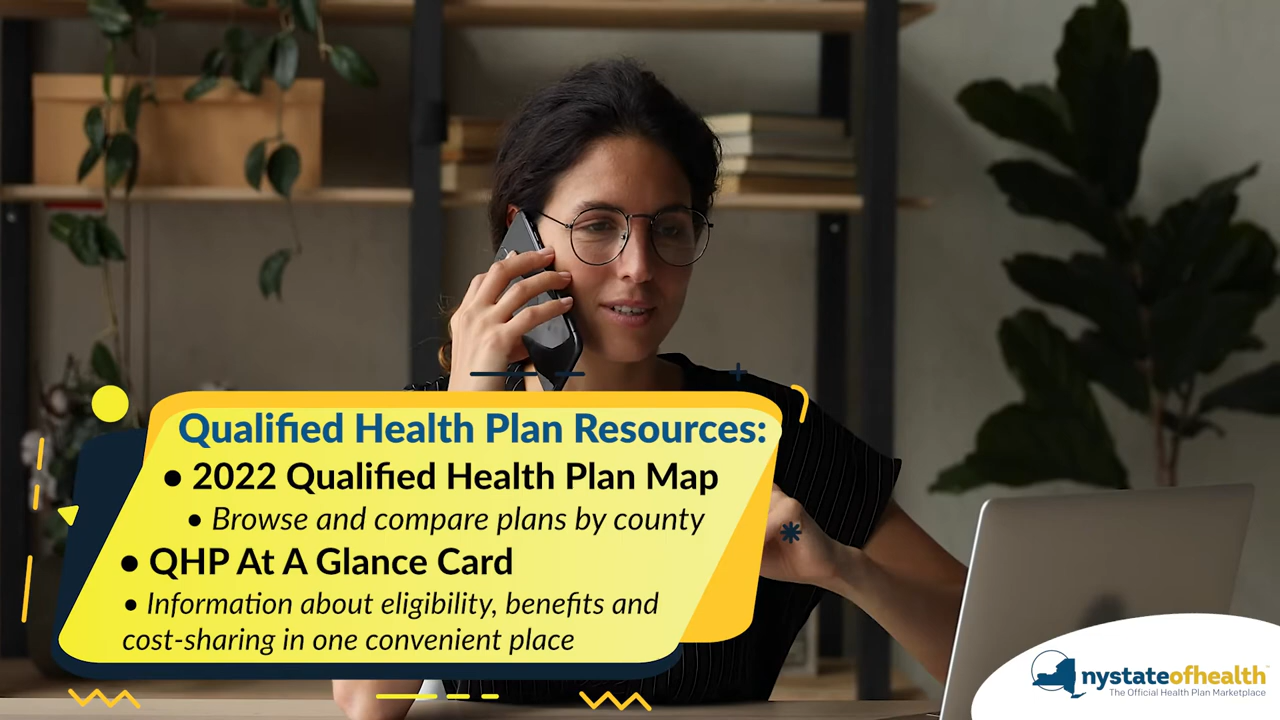 Qualified Health Plan Resources:
● 2022 Qualified Health Plan Map
● Browse and compare plans by county
● QHP At A Glance Card
● Information about eligibility, benefits and
cost-sharing in one convenient place
nystateofhealth™
The Official Health Plan Marketplace